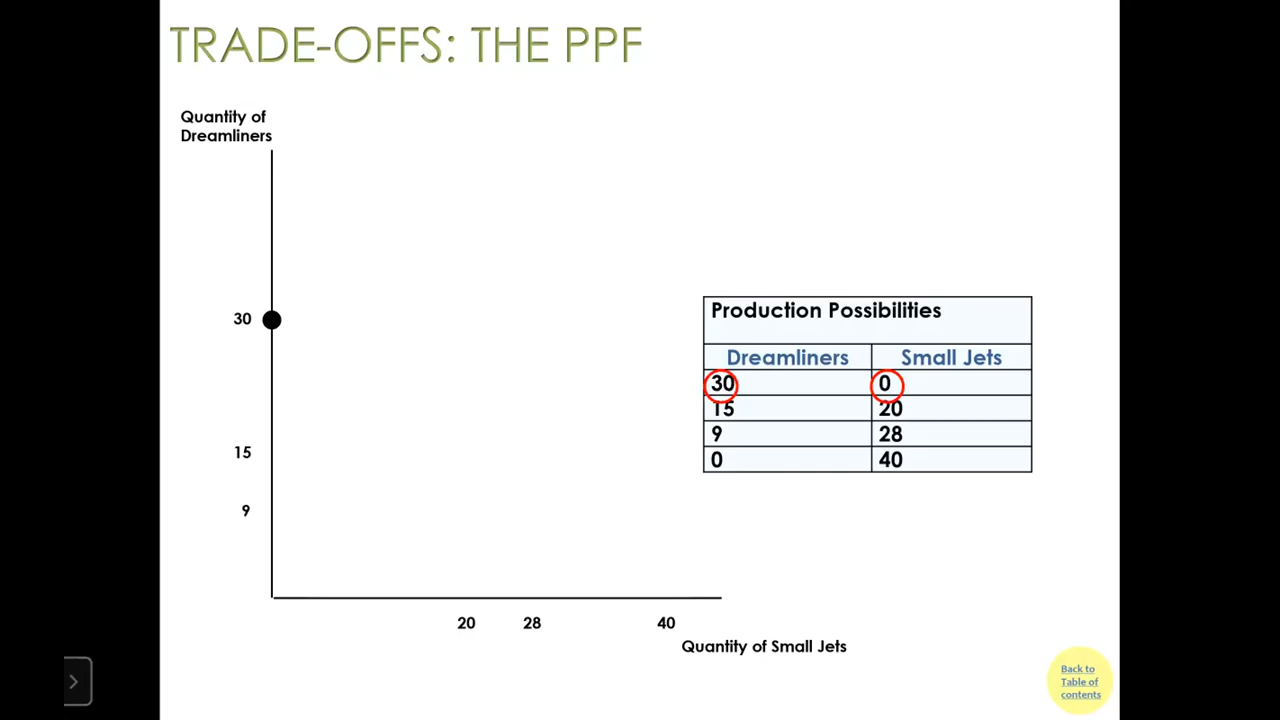 TRADE-OFFS: THE PPF
Quantity of
Dreamliners
30
15
9
20 28 40
Quantity of Small Jets
Production Possibilities
Dreamliners Small Jets
30 0
15 20
9 28
0 40
Back to
Table of
contents